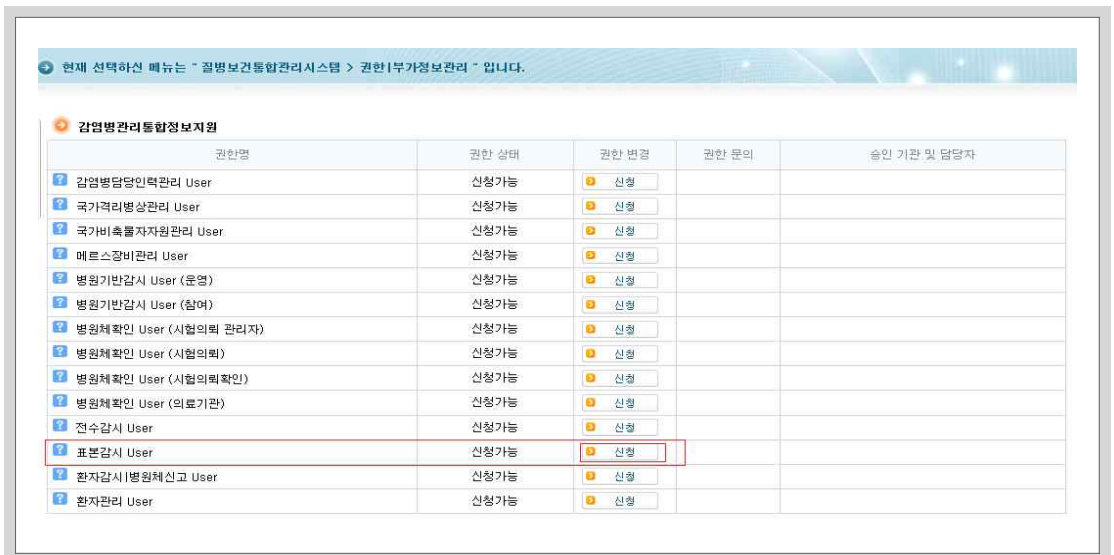 현재 선택하신 메뉴는 " 질병보건통합관리시스템 > 권한|부가정보관리 " 입니다.
감염병관리통합정보지원
권한명 권한 상태 권한 변경 권한 문의 승인 기관 및 담당자
? 감염병담당인력관리 User 신청가능 신청
? 국가격리병상관리 User 신청가능 신청
? 국가비축물자자원관리 User 신청가능 신청
? 메르스장비관리 User 신청가능 신청
? 병원기반감시 User (운영) 신청가능 신청
? 병원기반감시 User (참여) 신청가능 신청
? 병원체확인 User (시험의뢰 관리자) 신청가능 신청
? 병원체확인 User (시험의뢰) 신청가능 신청
? 병원체확인 User (시험의뢰확인) 신청가능 신청
? 병원체확인 User (의료기관) 신청가능 신청
? 전수감시 User 신청가능 신청
? 표본감시 User 신청가능 신청
? 환자감시|병원체신고 User 신청가능 신청
? 환자관리 User 신청가능 신청